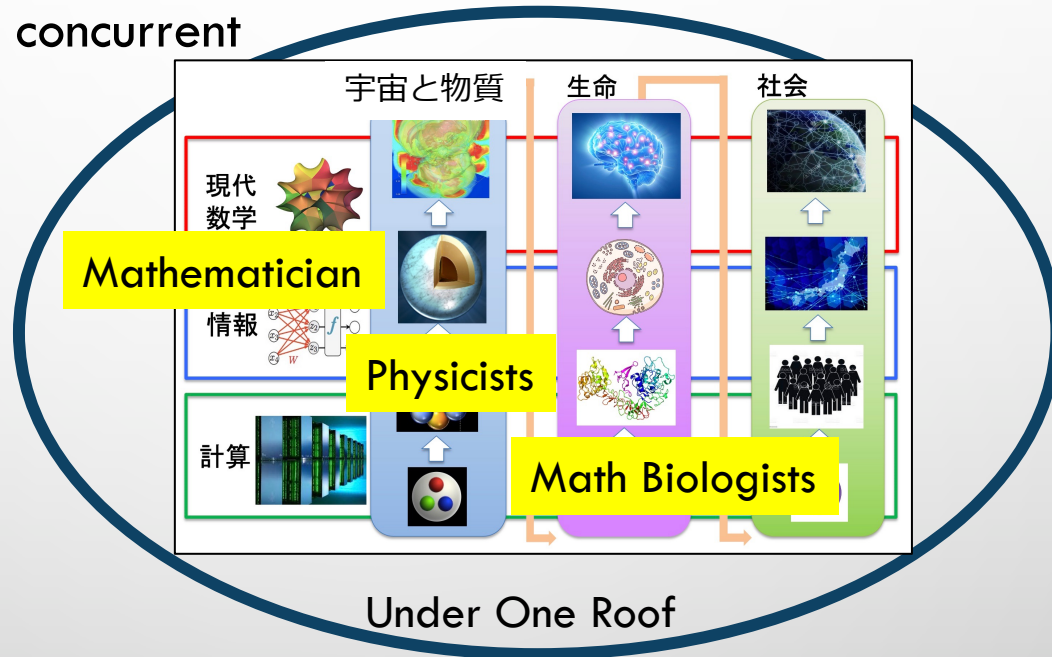 concurrent
宇宙と物質
生命
社会
現代
数学
Mathematician
情報
f
W
Physicists
計算
Math Biologists
Under One Roof